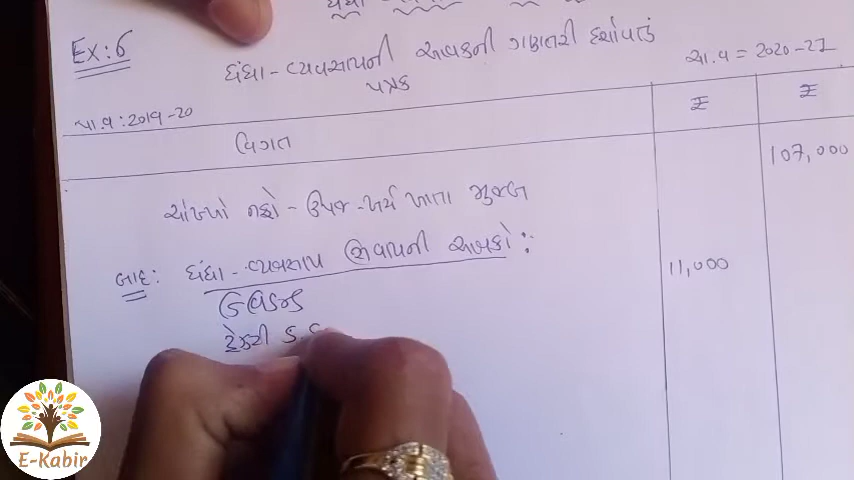 Ex:6
ધંધા - વ્યવસાયની આવકની ગણતરી દર્શાવતું
પત્રક
પા.વ : 2019-20
આ.વ = 2020-21
વિગત
₹
₹
ચોખ્ખો નફો - ઉપજ - ખર્ચ ખાતા મુજબ
107,000
બાદ : ધંધા - વ્યવસાય સિવાયની આવકો :
ડિવિડન્ડ
11,000
E-Kabir